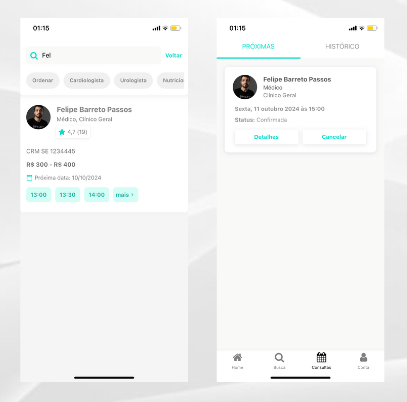 01:15
Fel
Voltar
Ordenar
Cardiologista
Urologista
Nutricio
Felipe Barreto Passos
Médico, Clínico Geral
4,7 (19)
CRM SE 1234445
R$ 300 - R$ 400
Próxima data: 10/10/2024
13:00
13:30
14:00
mais >
01:15
PRÓXIMAS
HISTÓRICO
Felipe Barreto Passos
Médico
Clínico Geral
Sexta, 11 outubro 2024 às 15:00
Status: Confirmada
Detalhes
Cancelar
Home
Busca
Consultas
Conta